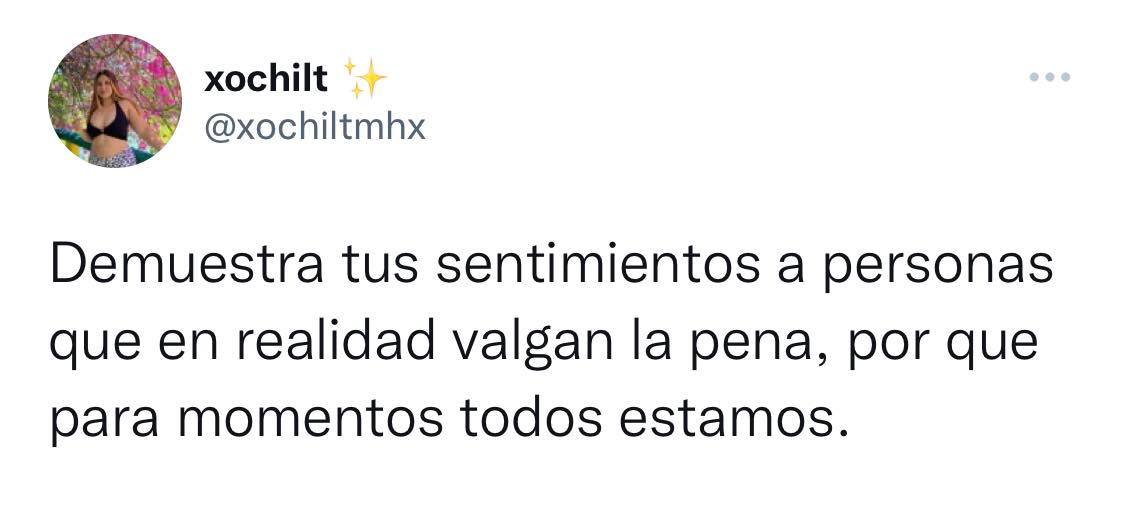 xochilt ✨
@xochiltmhx
Demuestra tus sentimientos a personas
que en realidad valgan la pena, por que
para momentos todos estamos.